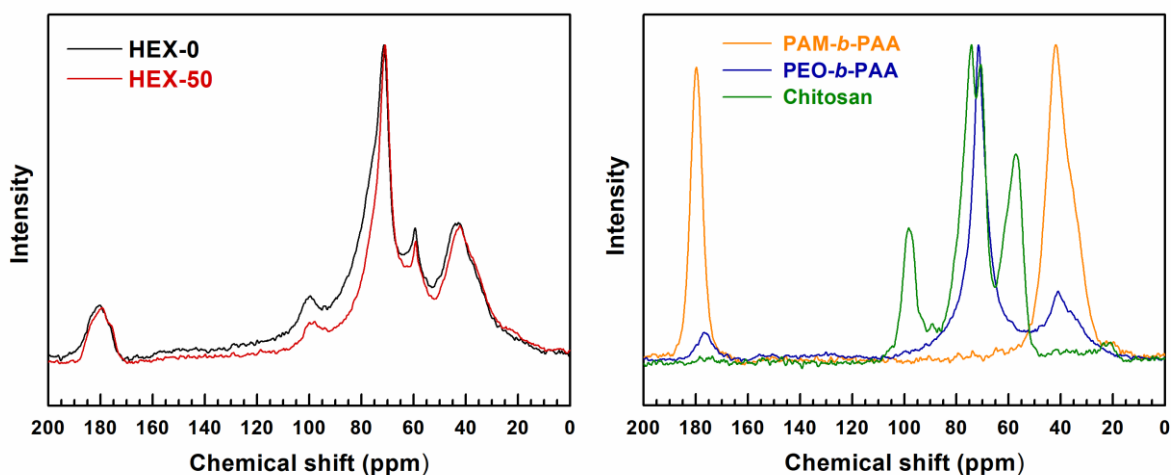 HEX-0
HEX-50
Intensity
200 180 160 140 120 100 80 60 40 20 0
Chemical shift (ppm)
PAM-b-PAA
PEO-b-PAA
Chitosan
Intensity
200 180 160 140 120 100 80 60 40 20 0
Chemical shift (ppm)